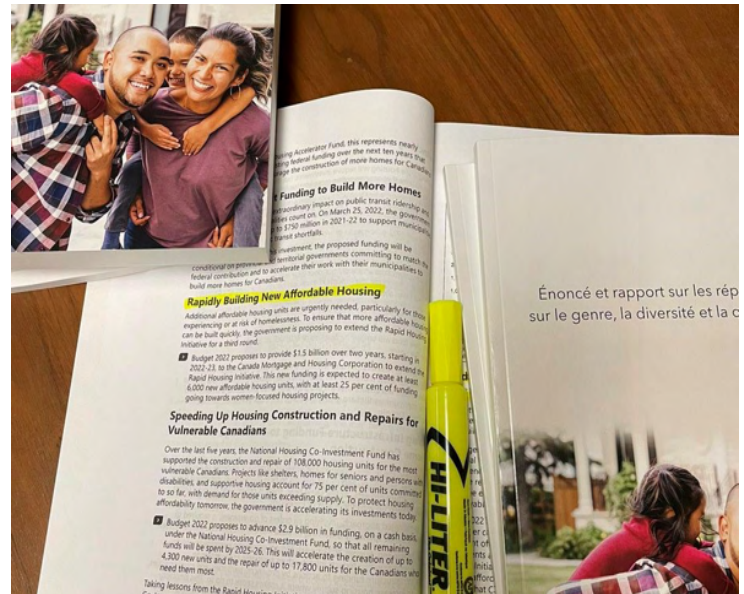 using Accelerator Fund, this represents nearly
ting federal funding over the next ten years that
age the construction of more homes for Canadians
t Funding to Build More Homes
traordinary impact on public transit ridership and
ities count on. On March 25, 2022, the government
p to $750 million in 2021-22 to support municipal
transit shortfalls.
is investment, the proposed funding will be
conditional on provincial territorial governments committing to match the
federal contribution and to accelerate their work with their municipalities to
build more homes for Canadians.
Rapidly Building New Affordable Housing
Additional affordable housing units are urgently needed, particularly for those
experiencing or at risk of homelessness. To ensure that more affordable housing
can be built quickly, the government is proposing to extend the Rapid Housing
Initiative for a third round.
Budget 2022 proposes to provide $1.5 billion over two years, starting in
2022-23, to the Canada Mortgage and Housing Corporation to extend the
Rapid Housing Initiative. This new funding is expected to create at least
6,000 new affordable housing units, with at least 25 per cent of funding
going towards women-focused housing projects.
Speeding Up Housing Construction and Repairs for
Vulnerable Canadians
Over the last five years, the National Housing Co-Investment Fund has
supported the construction and repair of 108,000 housing units for the most
vulnerable Canadians. Projects like shelters, homes for seniors and persons with
disabilities, and supportive housing account for 75 per cent of units committed
to so far, with demand for those units exceeding supply. To protect housing
affordability tomorrow, the government is accelerating its investments today.
Budget 2022 proposes to advance $2.9 billion in funding, on a cash basis,
under the National Housing Co-Investment Fund, so that all remaining
funds will be spent by 2025-26. This will accelerate the creation of up to
4,300 new units and the repair of up to 17,800 units for the Canadians who
need them most.
Taking lessons from the Rapid Housing
HI-LITER
Énoncé et rapport sur les rép
sur le genre, la diversité et la c